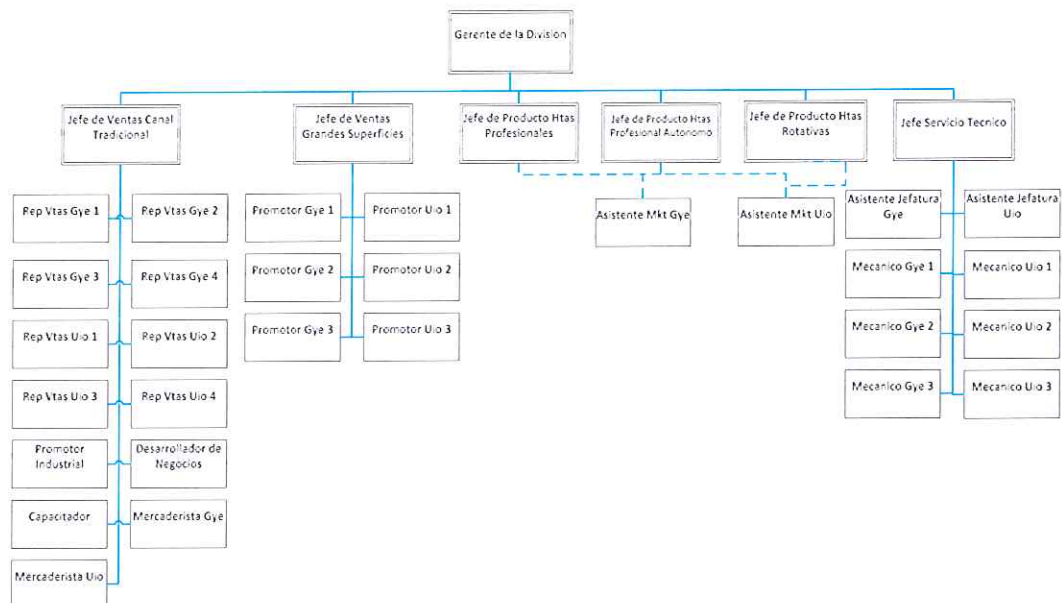 Gerente de la Division
Jefe de Ventas Canal
Tradicional
Jefe de Ventas
Grandes Superficies
Jefe de Producto Htas
Profesionales
Jefe de Producto Htas
Profesional Autonomo
Jefe de Producto Htas
Rotativas
Jefe Servicio Tecnico
Rep Vtas Gye 1
Rep Vtas Gye 2
Promotor Gye 1
Promotor Uio 1
Asistente Mkt Gye
Asistente Mkt Uio
Asistente Jefatura
Gye
Asistente Jefatura
Uio
Rep Vtas Gye 3
Rep Vtas Gye 4
Promotor Gye 2
Promotor Uio 2
Mecanico Gye 1
Mecanico Uio 1
Rep Vtas Uio 1
Rep Vtas Uio 2
Promotor Gye 3
Promotor Uio 3
Mecanico Gye 2
Mecanico Uio 2
Rep Vtas Uio 3
Rep Vtas Uio 4
Mecanico Gye 3
Mecanico Uio 3
Promotor
Industrial
Desarrollador de
Negocios
Capacitador
Mercaderista Gye
Mercaderista Uio